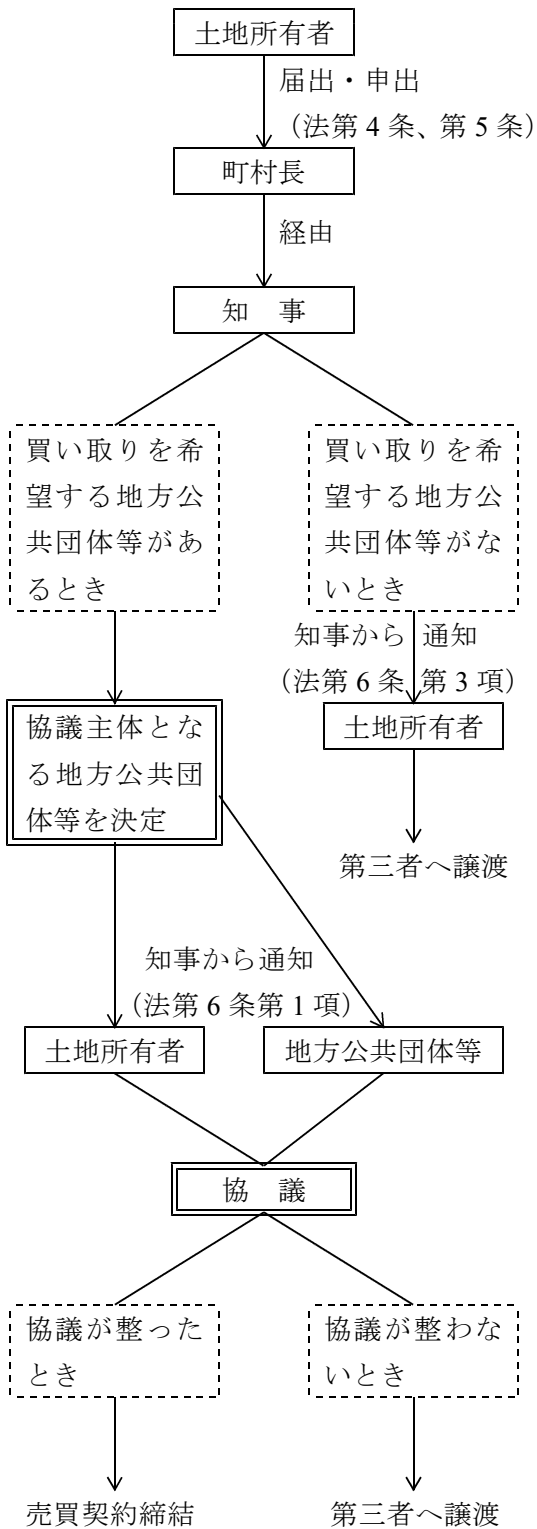 土地所有者
届出・申出
（法第4条、第5条）
町村長
経由
知　事
買い取りを希
望する地方公
共団体等があ
るとき
買い取りを希
望する地方公
共団体等がな
いとき
知事から 通知
（法第6条 第3項）
協議主体とな
る地方公共団
体等を決定
土地所有者
第三者へ譲渡
知事から通知
（法第6条第1項）
土地所有者
地方公共団体等
協　議
協議が整った
とき
協議が整わな
いとき
売買契約締結
第三者へ譲渡